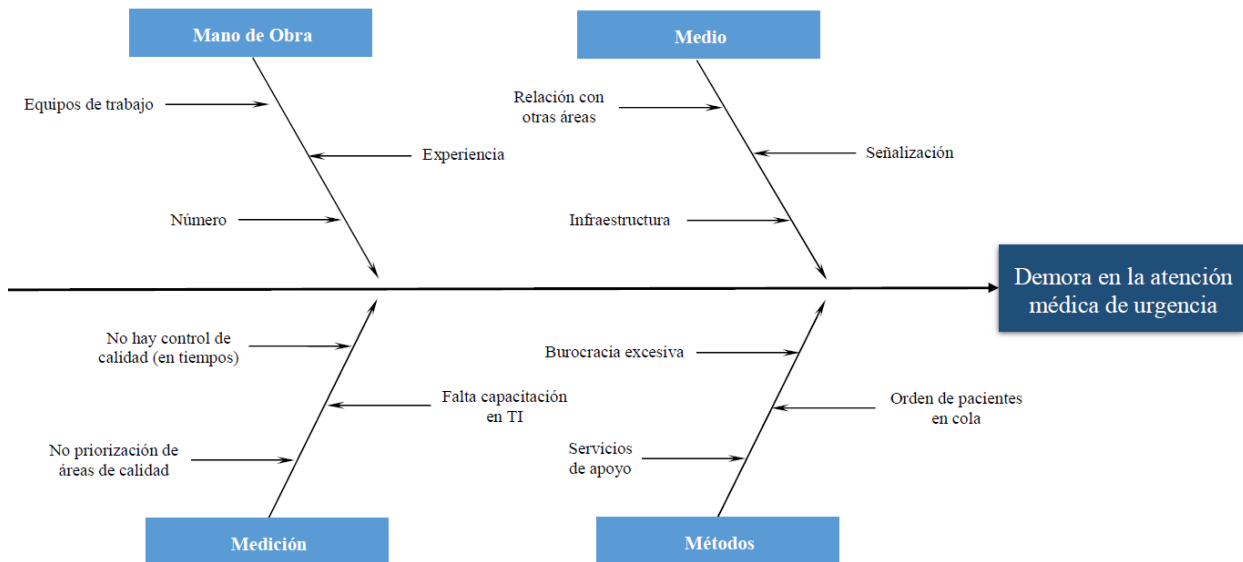 Mano de Obra
Medio
Equipos de trabajo
Relación con
otras áreas
Experiencia
Señalización
Número
Infraestructura
Demora en la atención
médica de urgencia
No hay control de
calidad (en tiempos)
Burocracia excesiva
Falta capacitación
en TI
Orden de pacientes
en cola
No priorización de
áreas de calidad
Servicios
de apoyo
Medición
Métodos